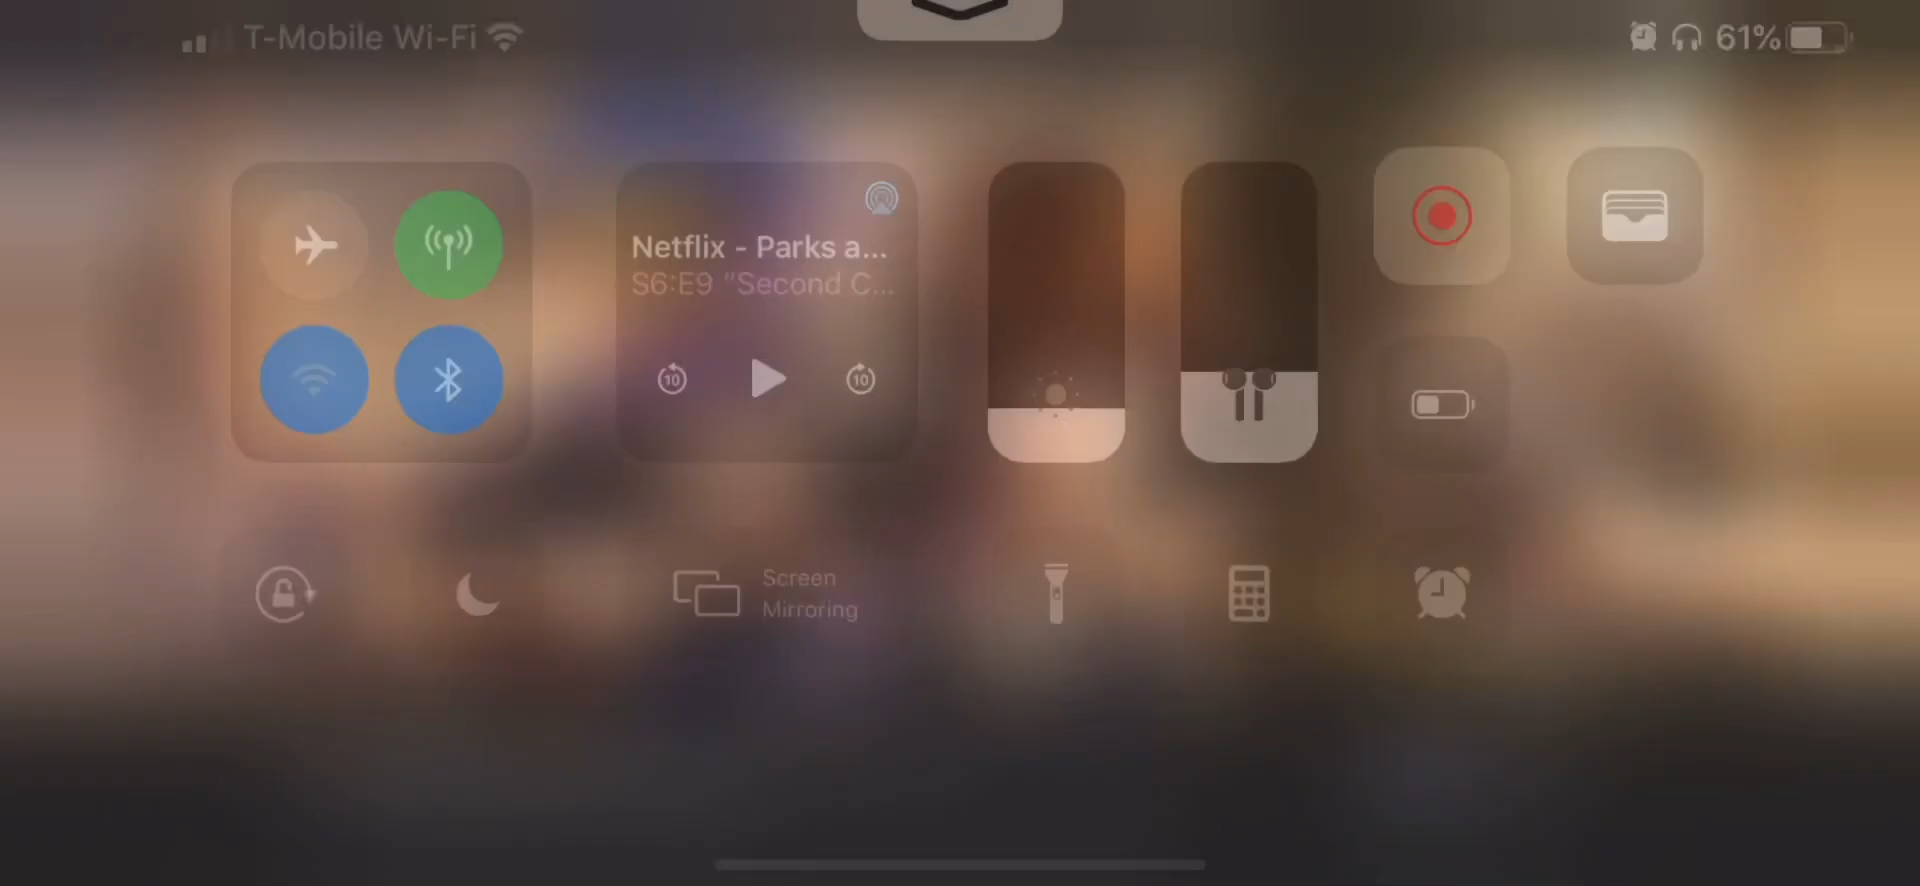 T-Mobile Wi-Fi
61%
Netflix - Parks a...
S6:E9 "Second C...
10
10
Screen
Mirroring